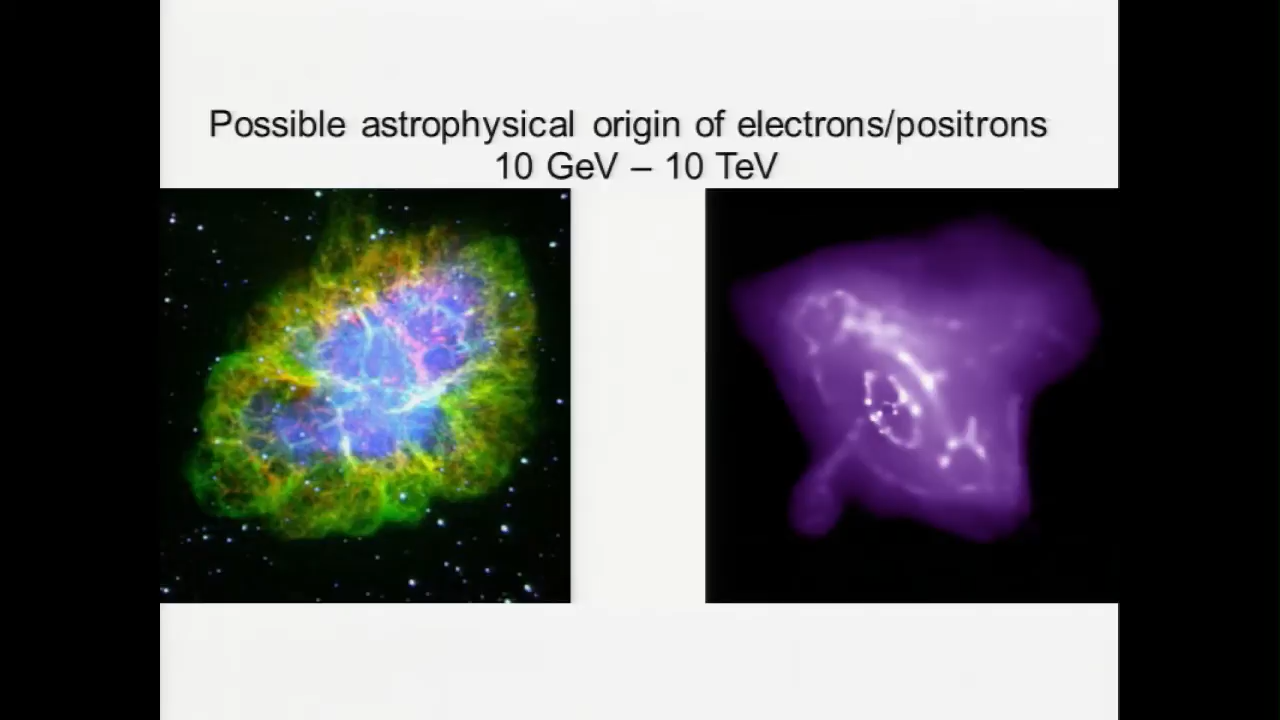 Possible astrophysical origin of electrons/positrons
10 GeV – 10 TeV